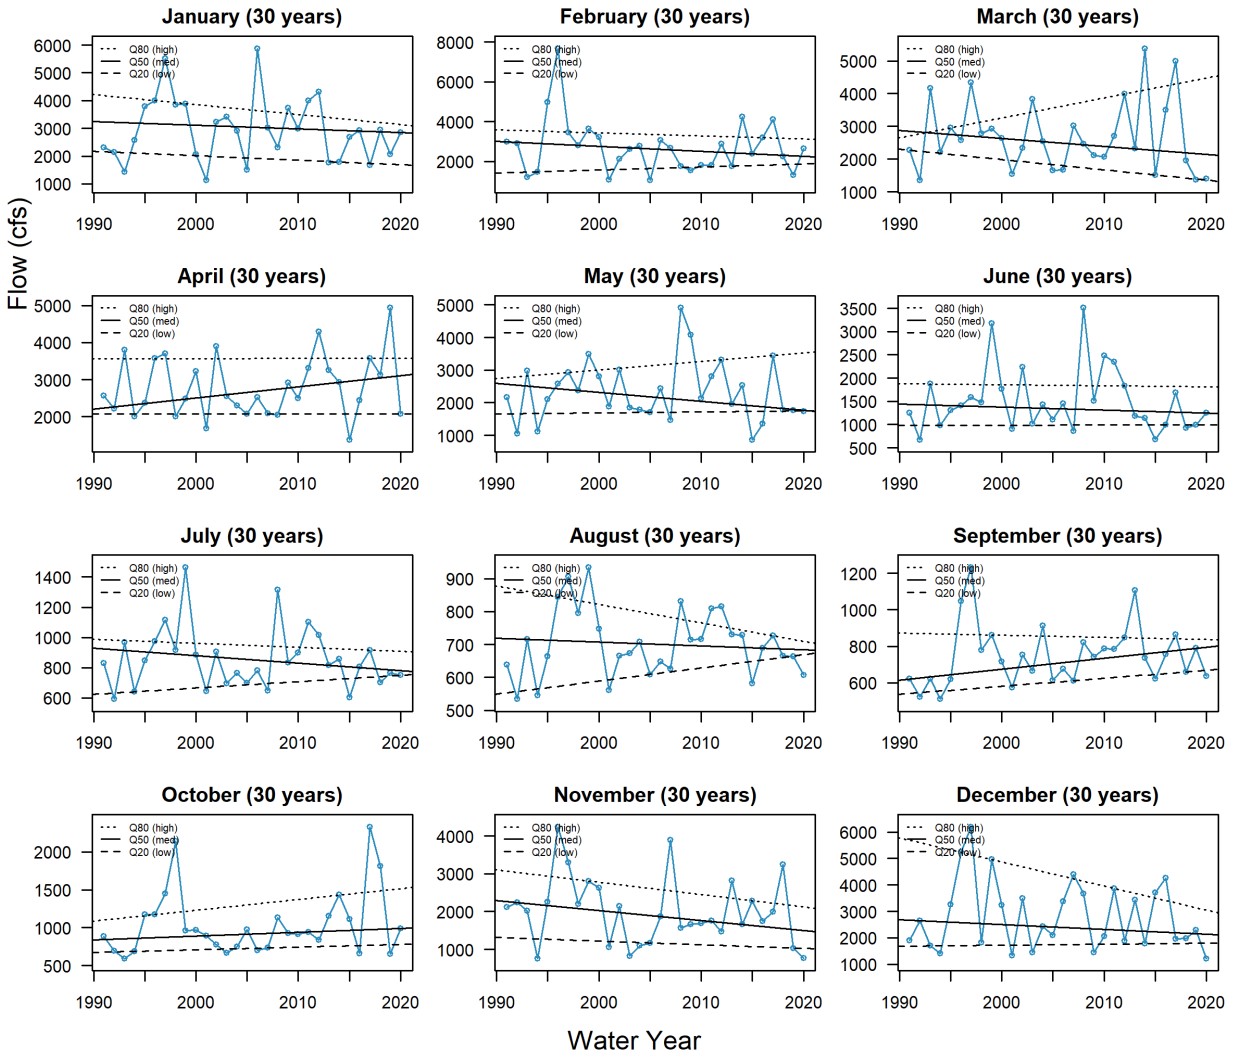 January (30 years)
6000
5000
4000
3000
2000
1000
Q80 (high)
Q50 (med)
Q20 (low)
1990 2000 2010 2020
February (30 years)
8000
6000
4000
2000
Q80 (high)
Q50 (med)
Q20 (low)
1990 2000 2010 2020
March (30 years)
5000
4000
3000
2000
1000
Q80 (high)
Q50 (med)
Q20 (low)
1990 2000 2010 2020
Flow (cfs)
April (30 years)
5000
4000
3000
2000
Q80 (high)
Q50 (med)
Q20 (low)
1990 2000 2010 2020
May (30 years)
5000
4000
3000
2000
1000
Q80 (high)
Q50 (med)
Q20 (low)
1990 2000 2010 2020
June (30 years)
3500
3000
2500
2000
1500
1000
500
Q80 (high)
Q50 (med)
Q20 (low)
1990 2000 2010 2020
July (30 years)
1400
1200
1000
800
600
Q80 (high)
Q50 (med)
Q20 (low)
1990 2000 2010 2020
August (30 years)
900
800
700
600
500
Q80 (high)
Q50 (med)
Q20 (low)
1990 2000 2010 2020
September (30 years)
1200
1000
800
600
Q80 (high)
Q50 (med)
Q20 (low)
1990 2000 2010 2020
October (30 years)
2000
1500
1000
500
Q80 (high)
Q50 (med)
Q20 (low)
1990 2000 2010 2020
November (30 years)
4000
3000
2000
1000
Q80 (high)
Q50 (med)
Q20 (low)
1990 2000 2010 2020
December (30 years)
6000
5000
4000
3000
2000
1000
Q80 (high)
Q50 (med)
Q20 (low)
1990 2000 2010 2020
Water Year